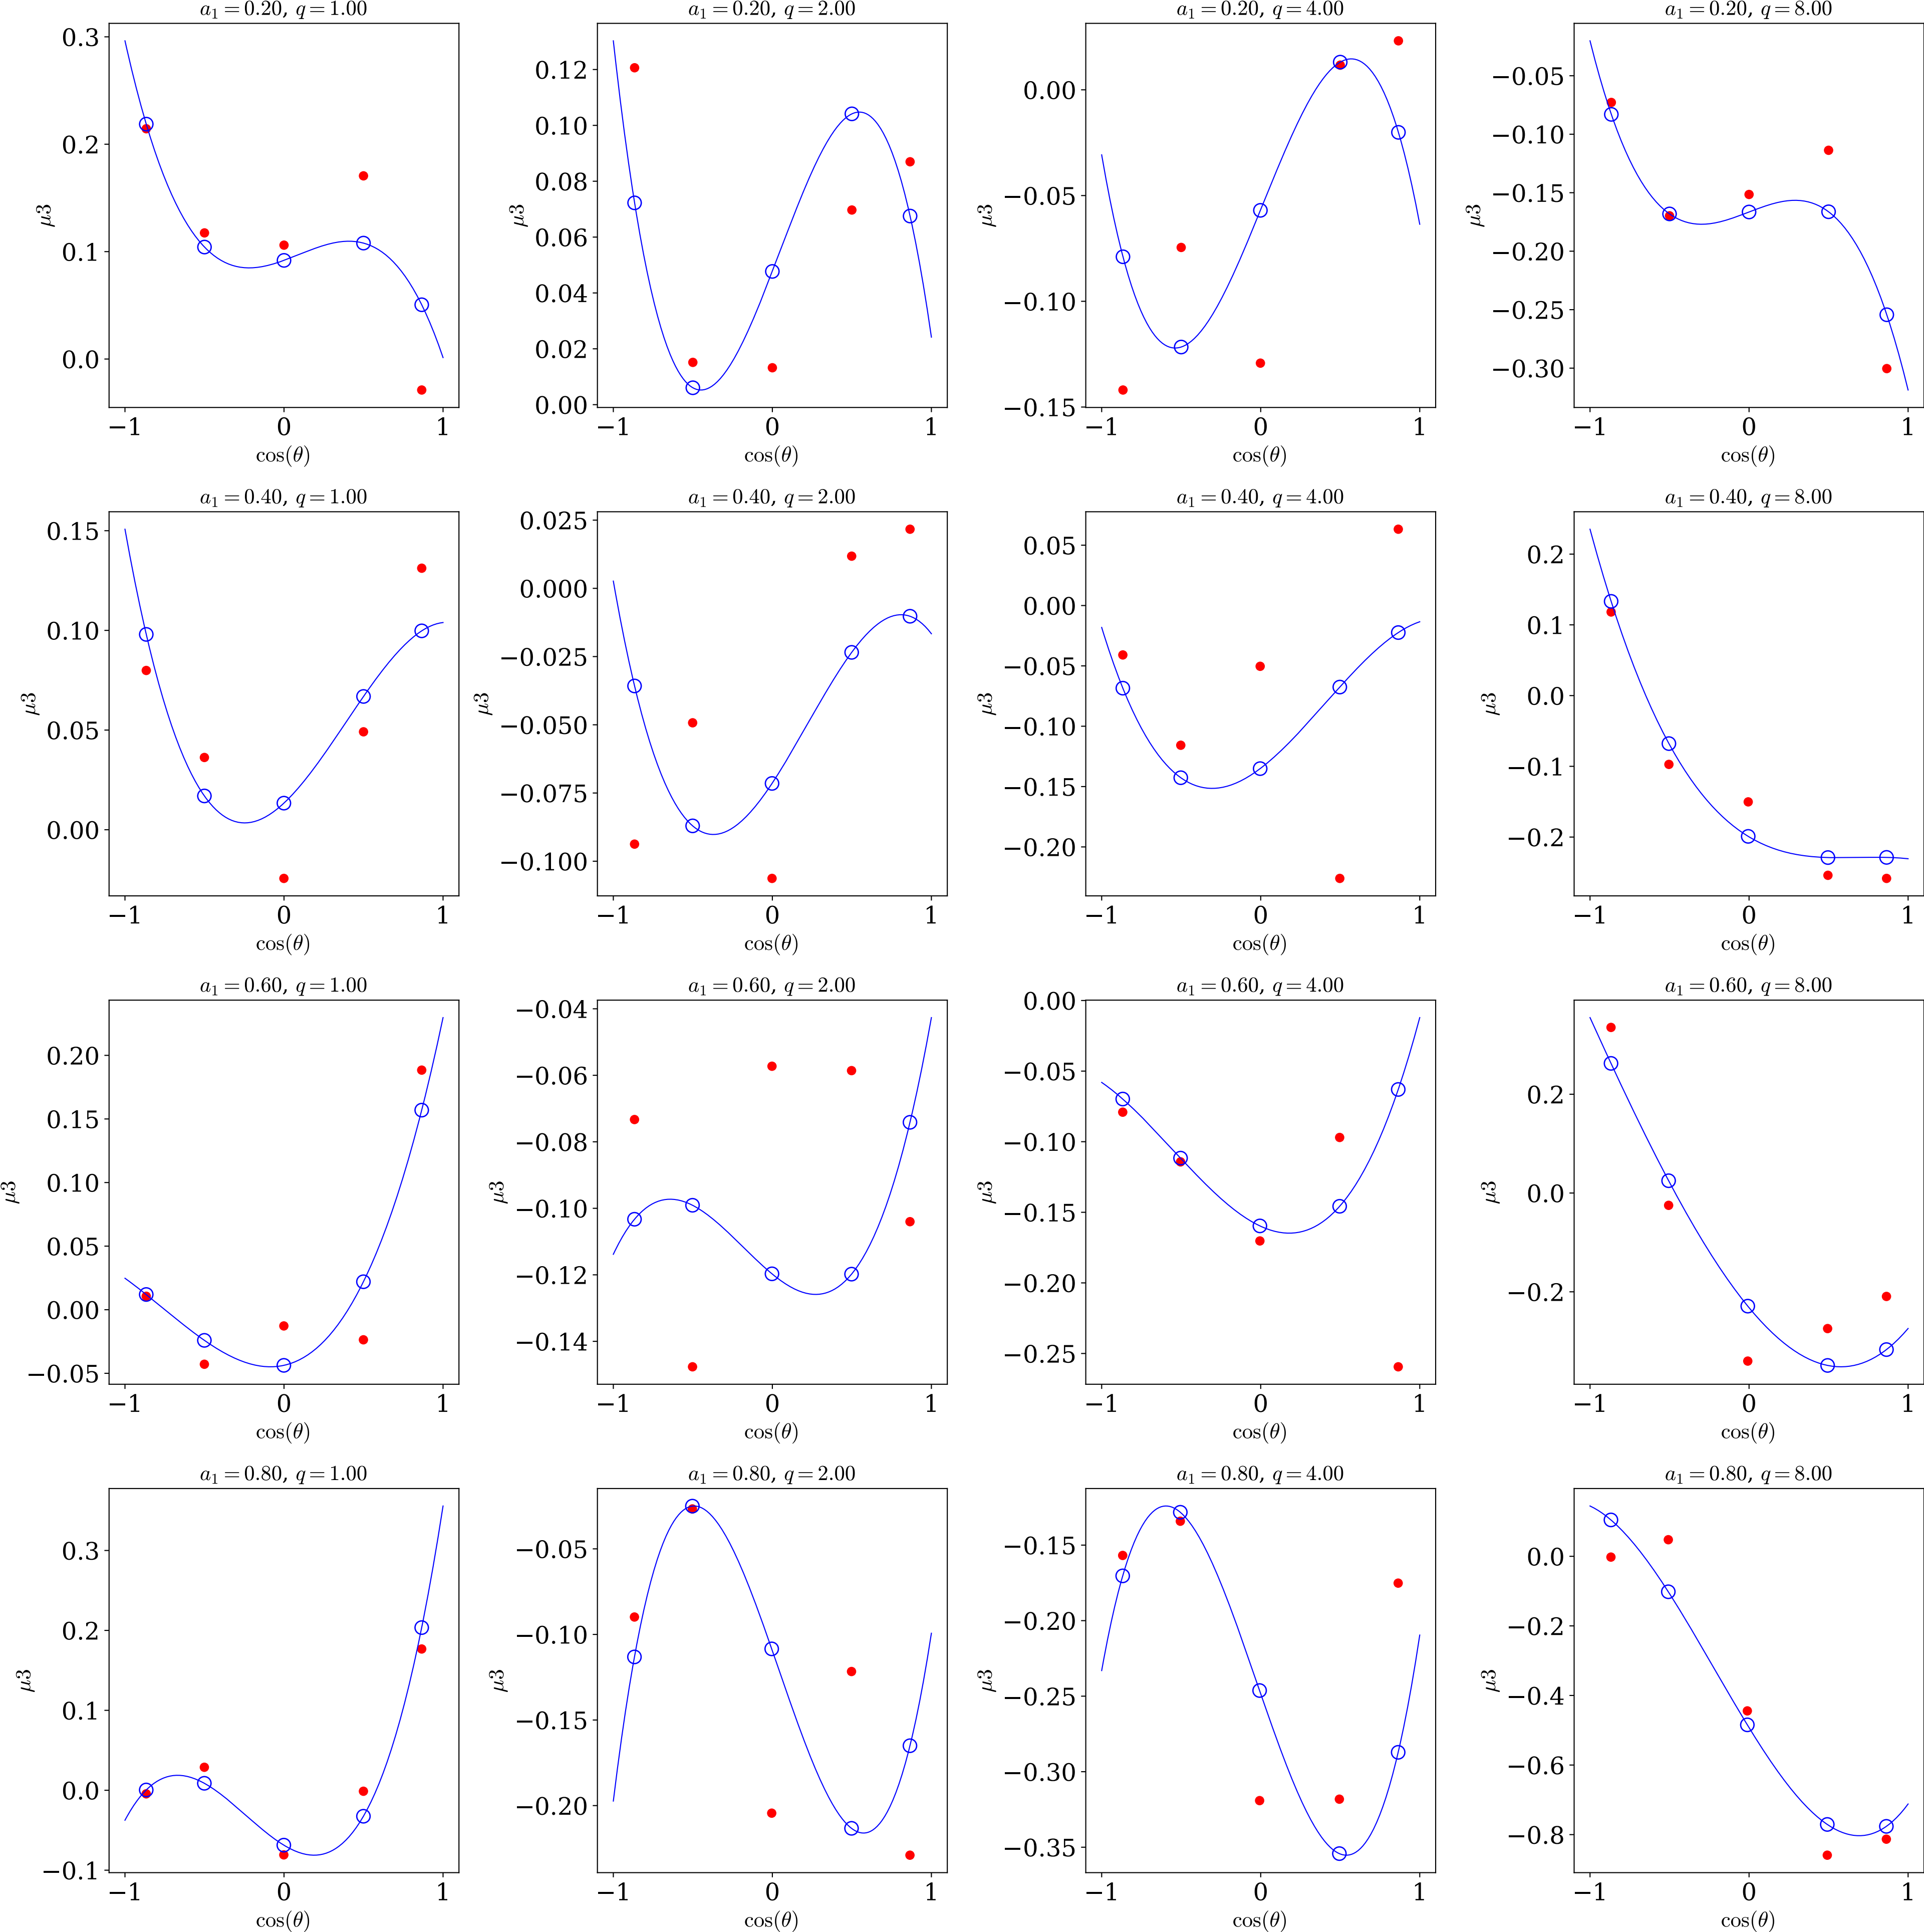 a₁ = 0.20, q = 1.00
0.3
0.2
0.1
0.0
μ3
−1 0 1
cos(θ)
a₁ = 0.20, q = 2.00
0.12
0.10
0.08
0.06
0.04
0.02
0.00
μ3
−1 0 1
cos(θ)
a₁ = 0.20, q = 4.00
0.00
−0.05
−0.10
−0.15
μ3
−1 0 1
cos(θ)
a₁ = 0.20, q = 8.00
−0.05
−0.10
−0.15
−0.20
−0.25
−0.30
μ3
−1 0 1
cos(θ)
a₁ = 0.40, q = 1.00
0.15
0.10
0.05
0.00
μ3
−1 0 1
cos(θ)
a₁ = 0.40, q = 2.00
0.025
0.000
−0.025
−0.050
−0.075
−0.100
μ3
−1 0 1
cos(θ)
a₁ = 0.40, q = 4.00
0.05
0.00
−0.05
−0.10
−0.15
−0.20
μ3
−1 0 1
cos(θ)
a₁ = 0.40, q = 8.00
0.2
0.1
0.0
−0.1
−0.2
μ3
−1 0 1
cos(θ)
a₁ = 0.60, q = 1.00
0.20
0.15
0.10
0.05
0.00
−0.05
μ3
−1 0 1
cos(θ)
a₁ = 0.60, q = 2.00
−0.04
−0.06
−0.08
−0.10
−0.12
−0.14
μ3
−1 0 1
cos(θ)
a₁ = 0.60, q = 4.00
0.00
−0.05
−0.10
−0.15
−0.20
−0.25
μ3
−1 0 1
cos(θ)
a₁ = 0.60, q = 8.00
0.2
0.0
−0.2
μ3
−1 0 1
cos(θ)
a₁ = 0.80, q = 1.00
0.3
0.2
0.1
0.0
−0.1
μ3
−1 0 1
cos(θ)
a₁ = 0.80, q = 2.00
−0.05
−0.10
−0.15
−0.20
μ3
−1 0 1
cos(θ)
a₁ = 0.80, q = 4.00
−0.15
−0.20
−0.25
−0.30
−0.35
μ3
−1 0 1
cos(θ)
a₁ = 0.80, q = 8.00
0.0
−0.2
−0.4
−0.6
−0.8
μ3
−1 0 1
cos(θ)